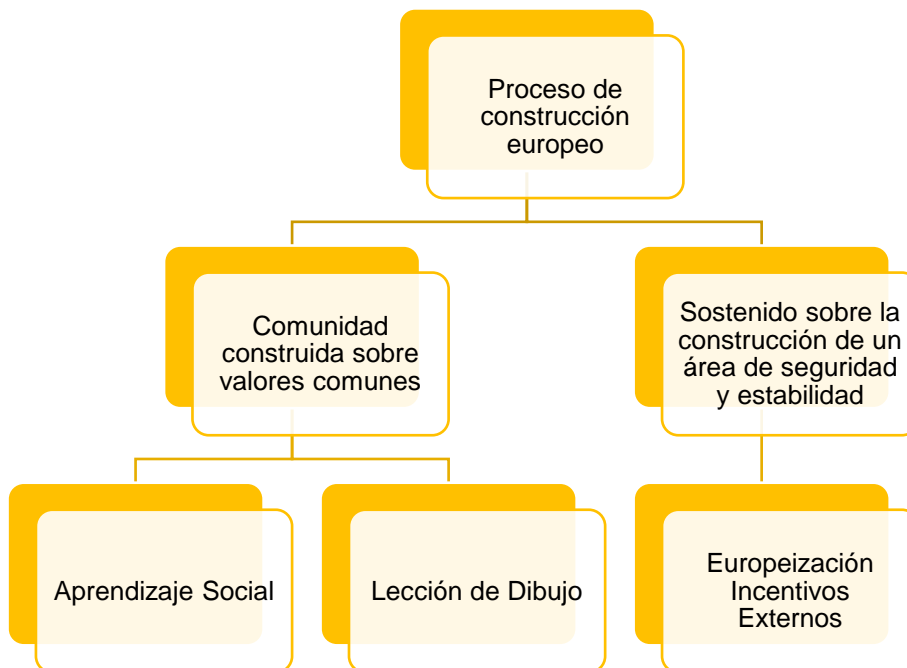 Proceso de
construcción
europeo
Comunidad
construida sobre
valores comunes
Sostenido sobre la
construcción de un
área de seguridad
y estabilidad
Aprendizaje Social
Lección de Dibujo
Europeización
Incentivos
Externos